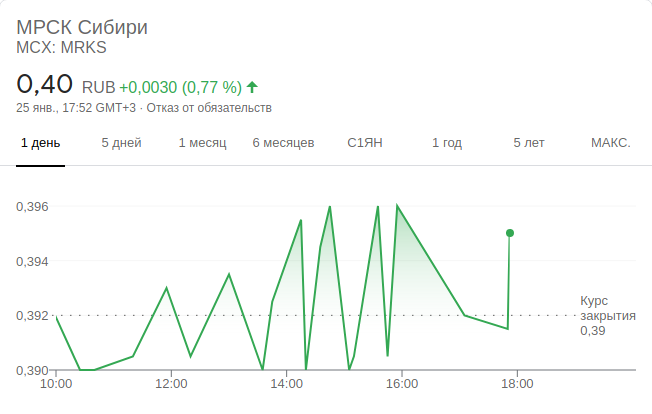 МРСК Сибири
MCX: MRKS
0,40 RUB +0,0030 (0,77 %)
25 янв., 17:52 GMT+3 · Отказ от обязательств
1 день 5 дней 1 месяц 6 месяцев С1ЯН 1 год 5 лет МАКС.
0,396
0,394
0,392
0,390
Курс
закрытия
0,39
10:00 12:00 14:00 16:00 18:00